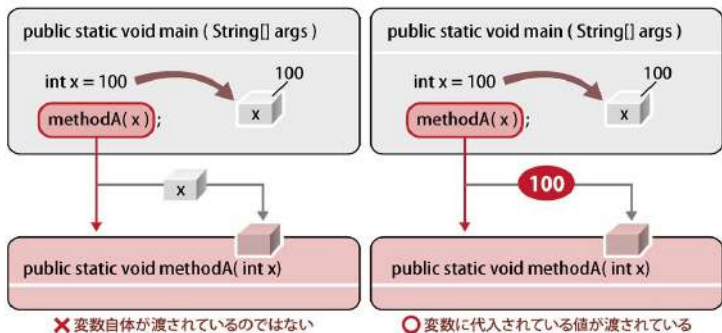 public static void main ( String[] args )
100
int x = 100
x
methodA( x ) ;
x
public static void methodA( int x)
✕ 変数自体が渡されているのではない
public static void main ( String[] args )
100
int x = 100
x
methodA( x ) ;
100
public static void methodA( int x)
○ 変数に代入されている値が渡されている